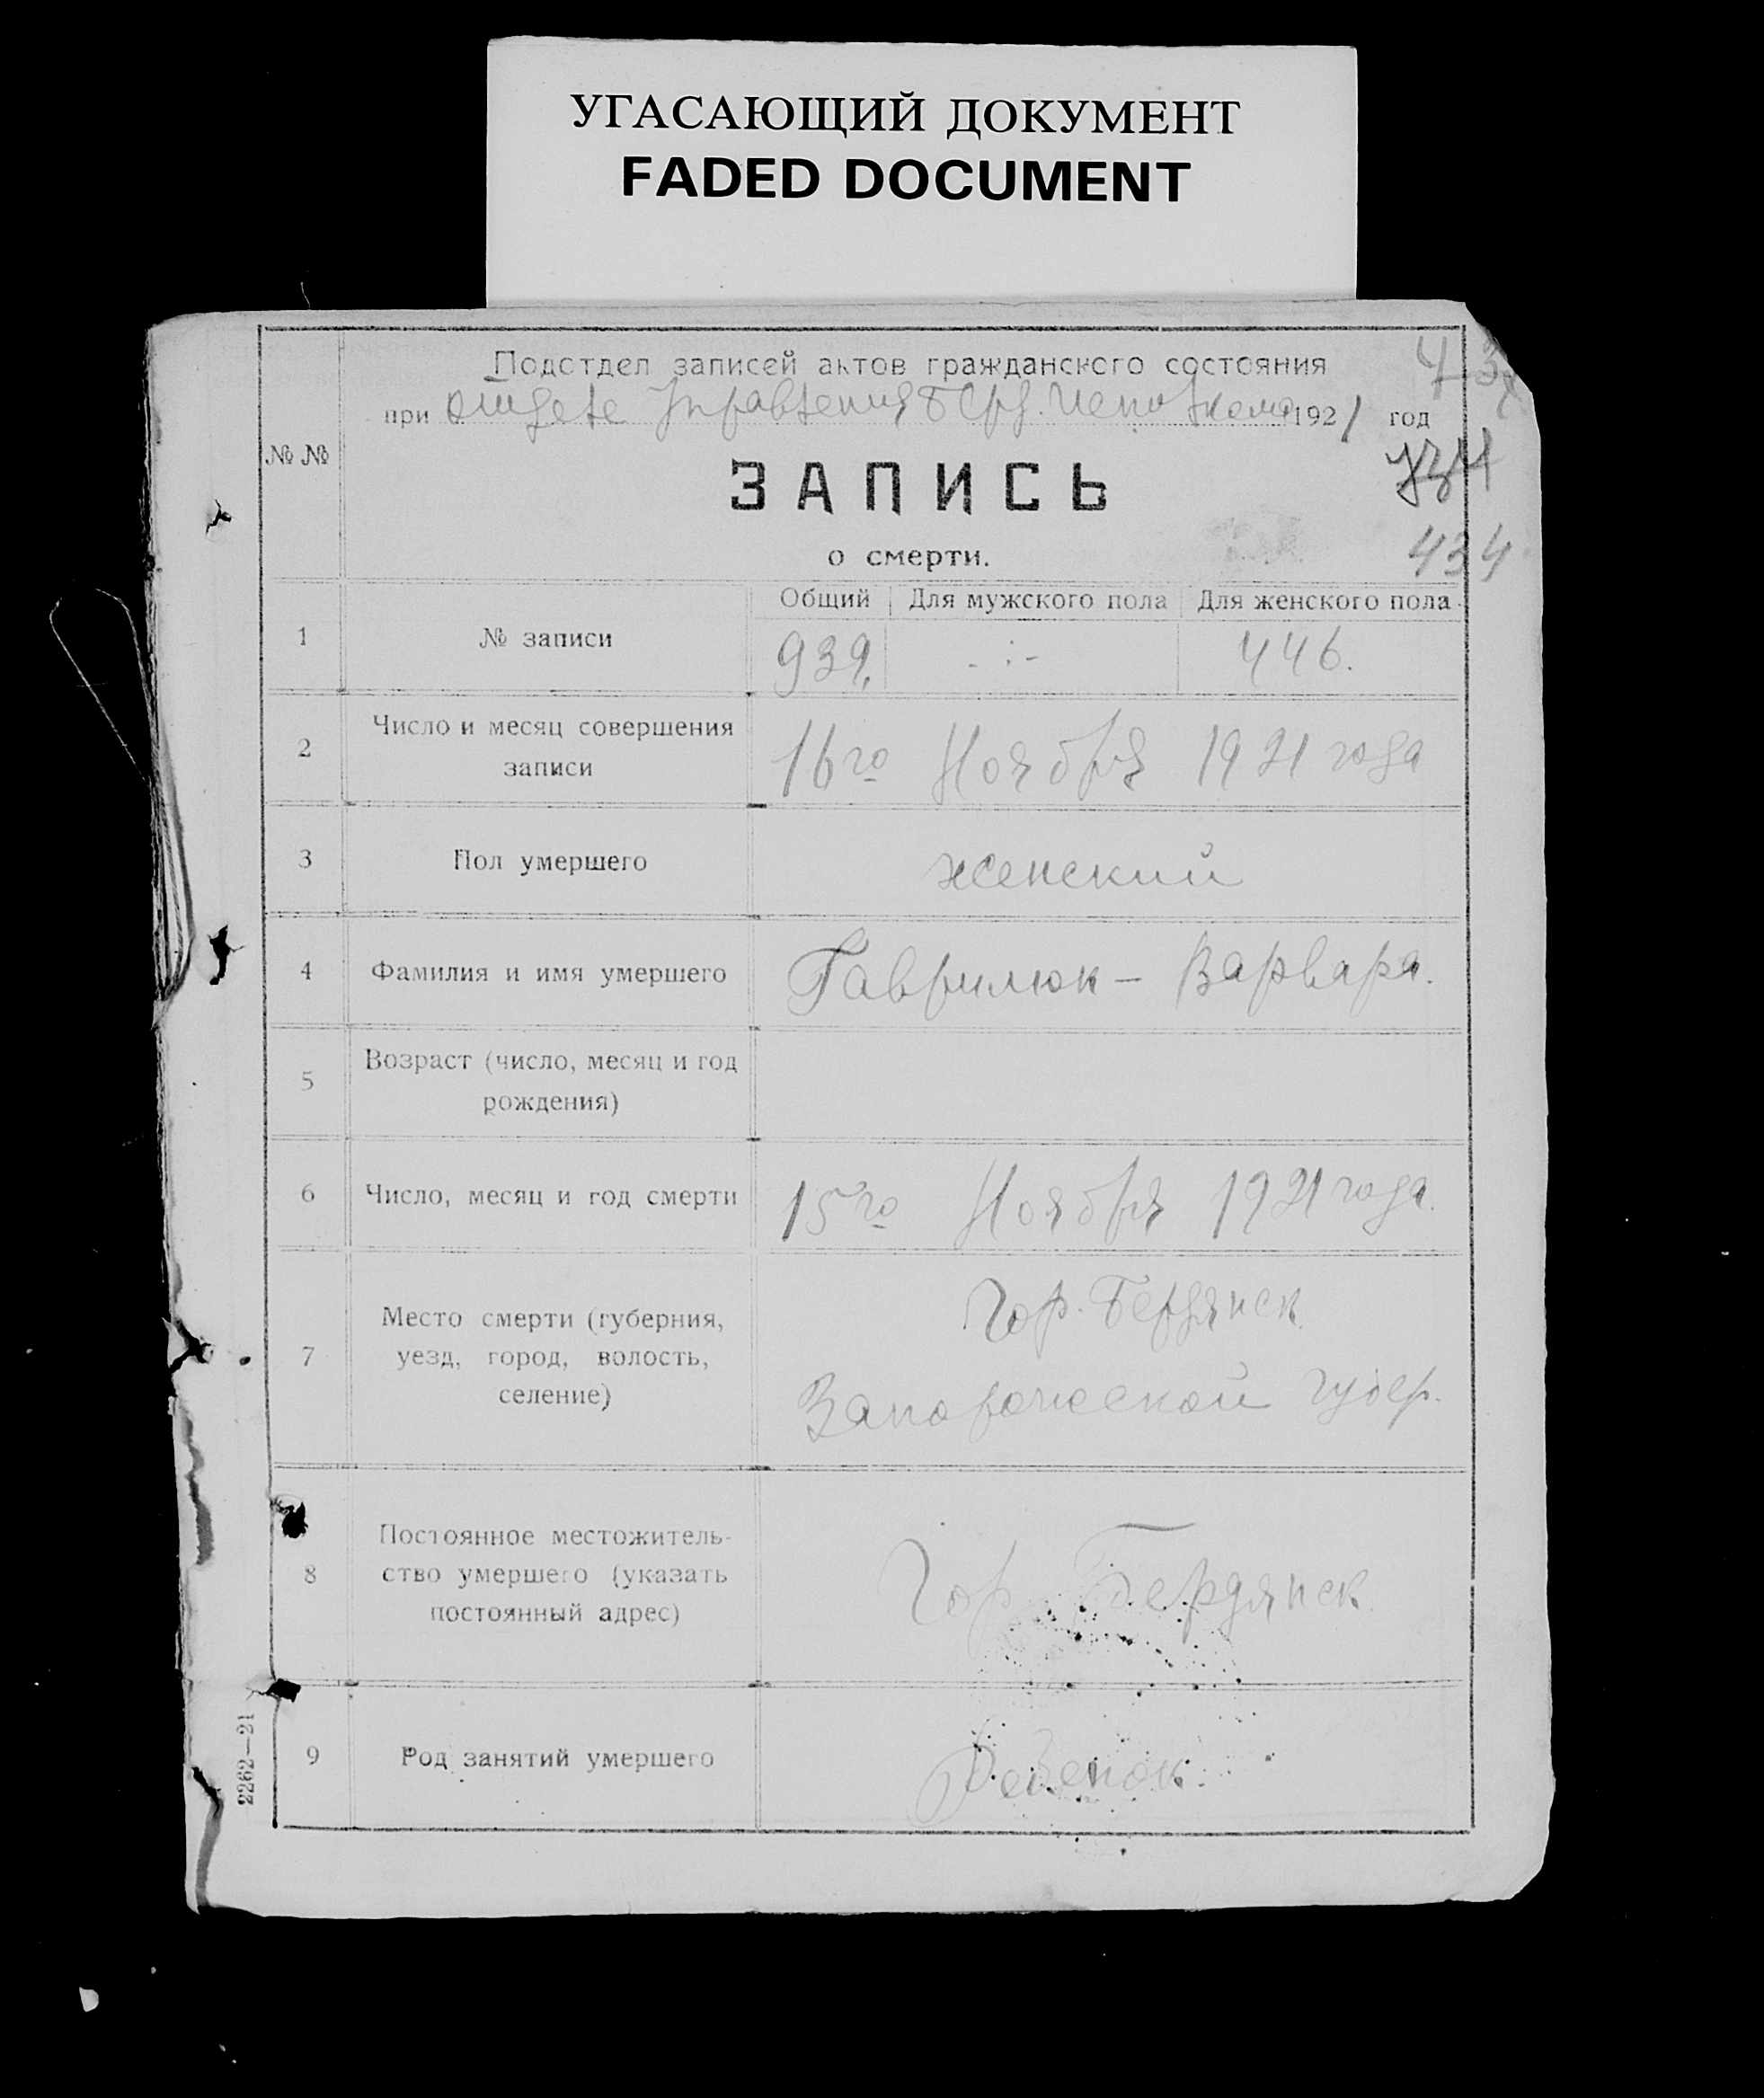 УГАСАЮЩИЙ ДОКУМЕНТ
FADED DOCUMENT
Подотдел записей актов гражданского состояния
при отделе Управления Берд. Исполкома 1921 год
№ №
ЗАПИСЬ
о смерти.
434
Общий Для мужского пола Для женского пола
1 № записи 939. -:- 446.
2 Число и месяц совершения
записи
16го Ноября 1921 года
3 Пол умершего женский
4 Фамилия и имя умершего Гаврилюк - Варвара.
5 Возраст (число, месяц и год
рождения)
6 Число, месяц и год смерти 15го Ноября 1921 года.
7 Место смерти (губерния,
уезд, город, волость,
селение)
Гор. Бердянск
Запорожской губер.
8 Постоянное местожитель-
ство умершего (указать
постоянный адрес)
Гор Бердянск
9 Род занятий умершего Ребенок.
2262—21